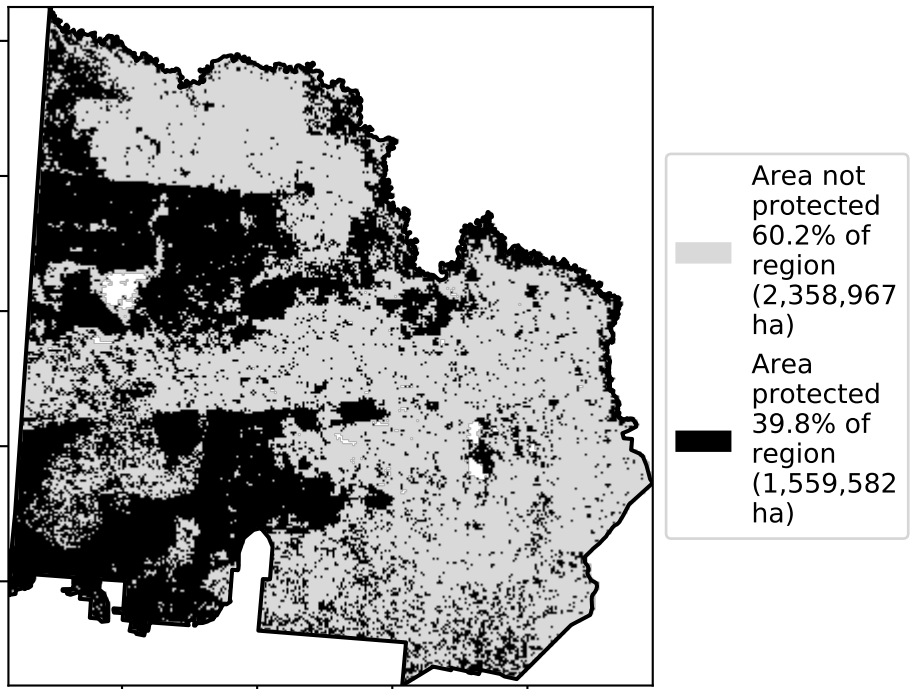 Area not
protected
60.2% of
region
(2,358,967
ha)
Area
protected
39.8% of
region
(1,559,582
ha)